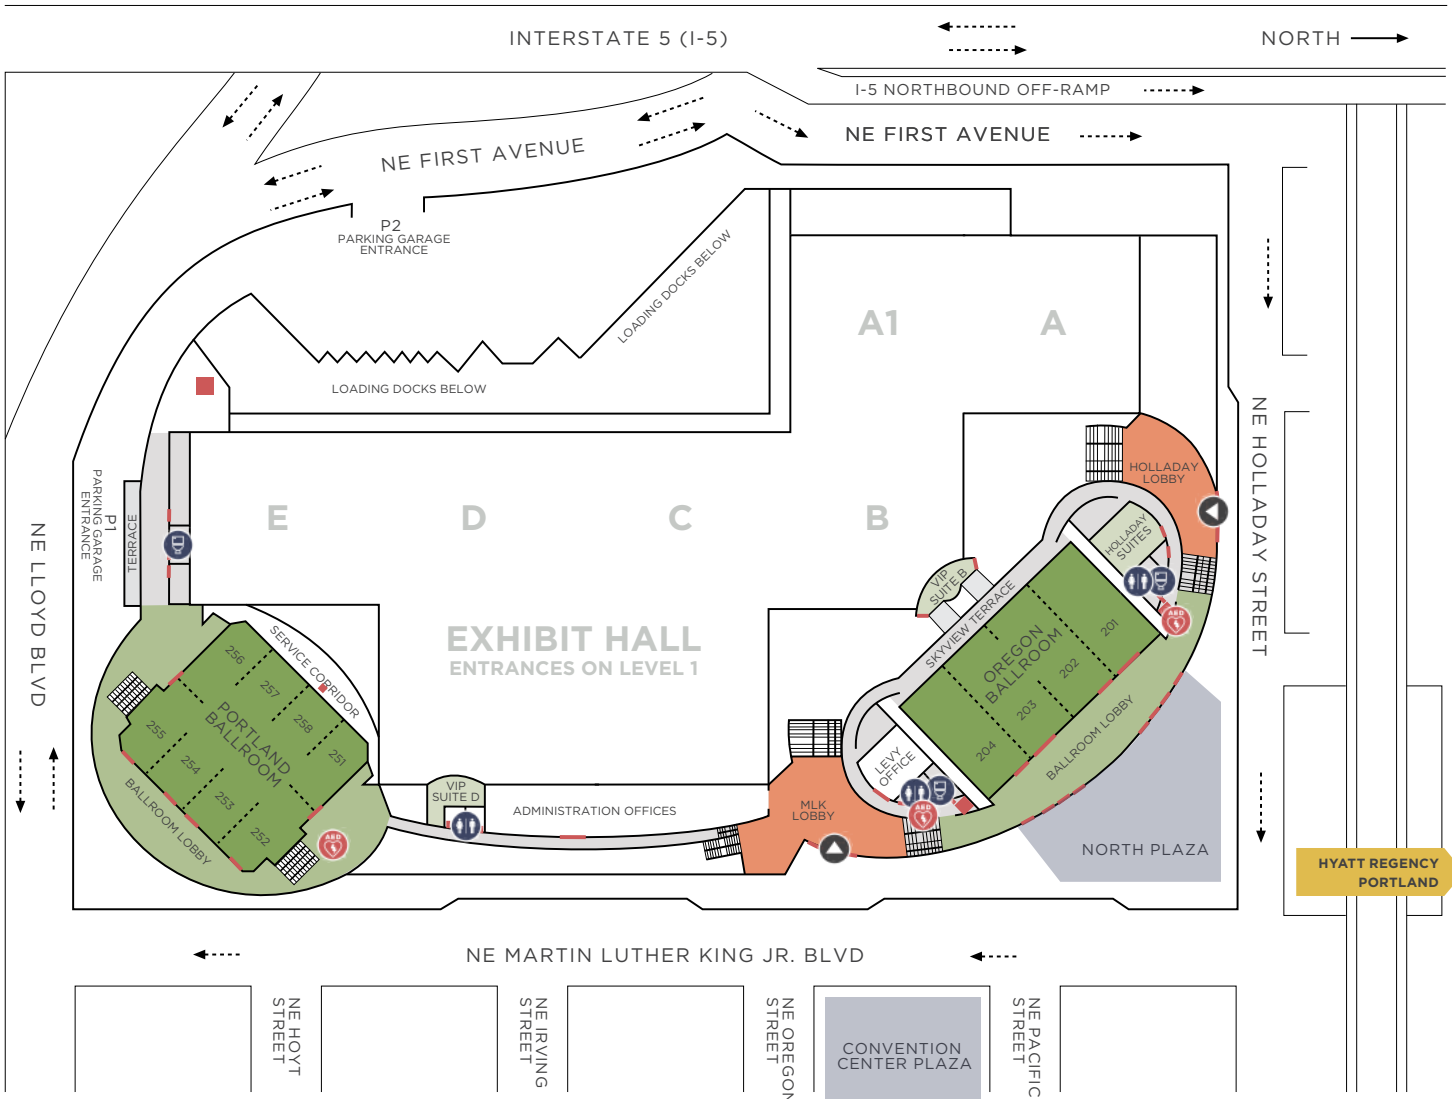 INTERSTATE 5 (I-5)
NORTH
I-5 NORTHBOUND OFF-RAMP
NE FIRST AVENUE
NE FIRST AVENUE
P2
PARKING GARAGE
ENTRANCE
LOADING DOCKS BELOW
LOADING DOCKS BELOW
A1
A
NE HOLLADAY STREET
HOLLADAY
LOBBY
P1
PARKING GARAGE
ENTRANCE
TERRACE
NE LLOYD BLVD
E
D
C
B
HOLLADAY
SUITES
VIP
SUITE B
SKYVIEW TERRACE
OREGON
BALLROOM
201
202
203
204
AED
BALLROOM LOBBY
EXHIBIT HALL
ENTRANCES ON LEVEL 1
SERVICE CORRIDOR
256
257
258
251
PORTLAND
BALLROOM
255
254
253
252
BALLROOM LOBBY
AED
VIP
SUITE D
ADMINISTRATION OFFICES
MLK
LOBBY
LEVY
OFFICE
AED
NORTH PLAZA
HYATT REGENCY
PORTLAND
NE MARTIN LUTHER KING JR. BLVD
NE HOYT
STREET
NE IRVING
STREET
NE OREGON
STREET
CONVENTION
CENTER PLAZA
NE PACIFIC
STREET